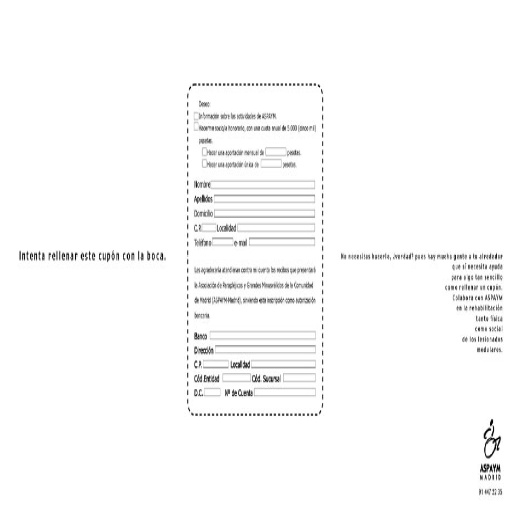 Intenta rellenar este cupón con la boca.
Deseo:
Información sobre las actividades de ASPAYM.
Hacerme socio/a honorario, con una cuota anual de 5.000 (cinco mil)
pesetas.
Hacer una aportación mensual de pesetas.
Hacer una aportación única de pesetas.
Nombre
Apellidos
Domicilio
C.P. Localidad
Teléfono e-mail
Les agradecería atendieran contra mi cuenta los recibos que presentará
la Asociación de Parapléjicos y Grandes Minusválidos de la Comunidad
de Madrid (ASPAYM-Madrid), sirviendo esta inscripción como autorización
bancaria.
Banco
Dirección
C.P. Localidad
Cód.Entidad Cód. Sucursal
D.C. Nº de Cuenta
No necesitas hacerlo, ¿verdad? pues hay mucha gente a tu alrededor
que sí necesita ayuda
para algo tan sencillo
como rellenar un cupón.
Colabora con ASPAYM
en la rehabilitación
tanto física
como social
de los lesionados
medulares.
ASPAYM
MADRID
91 447 32 35